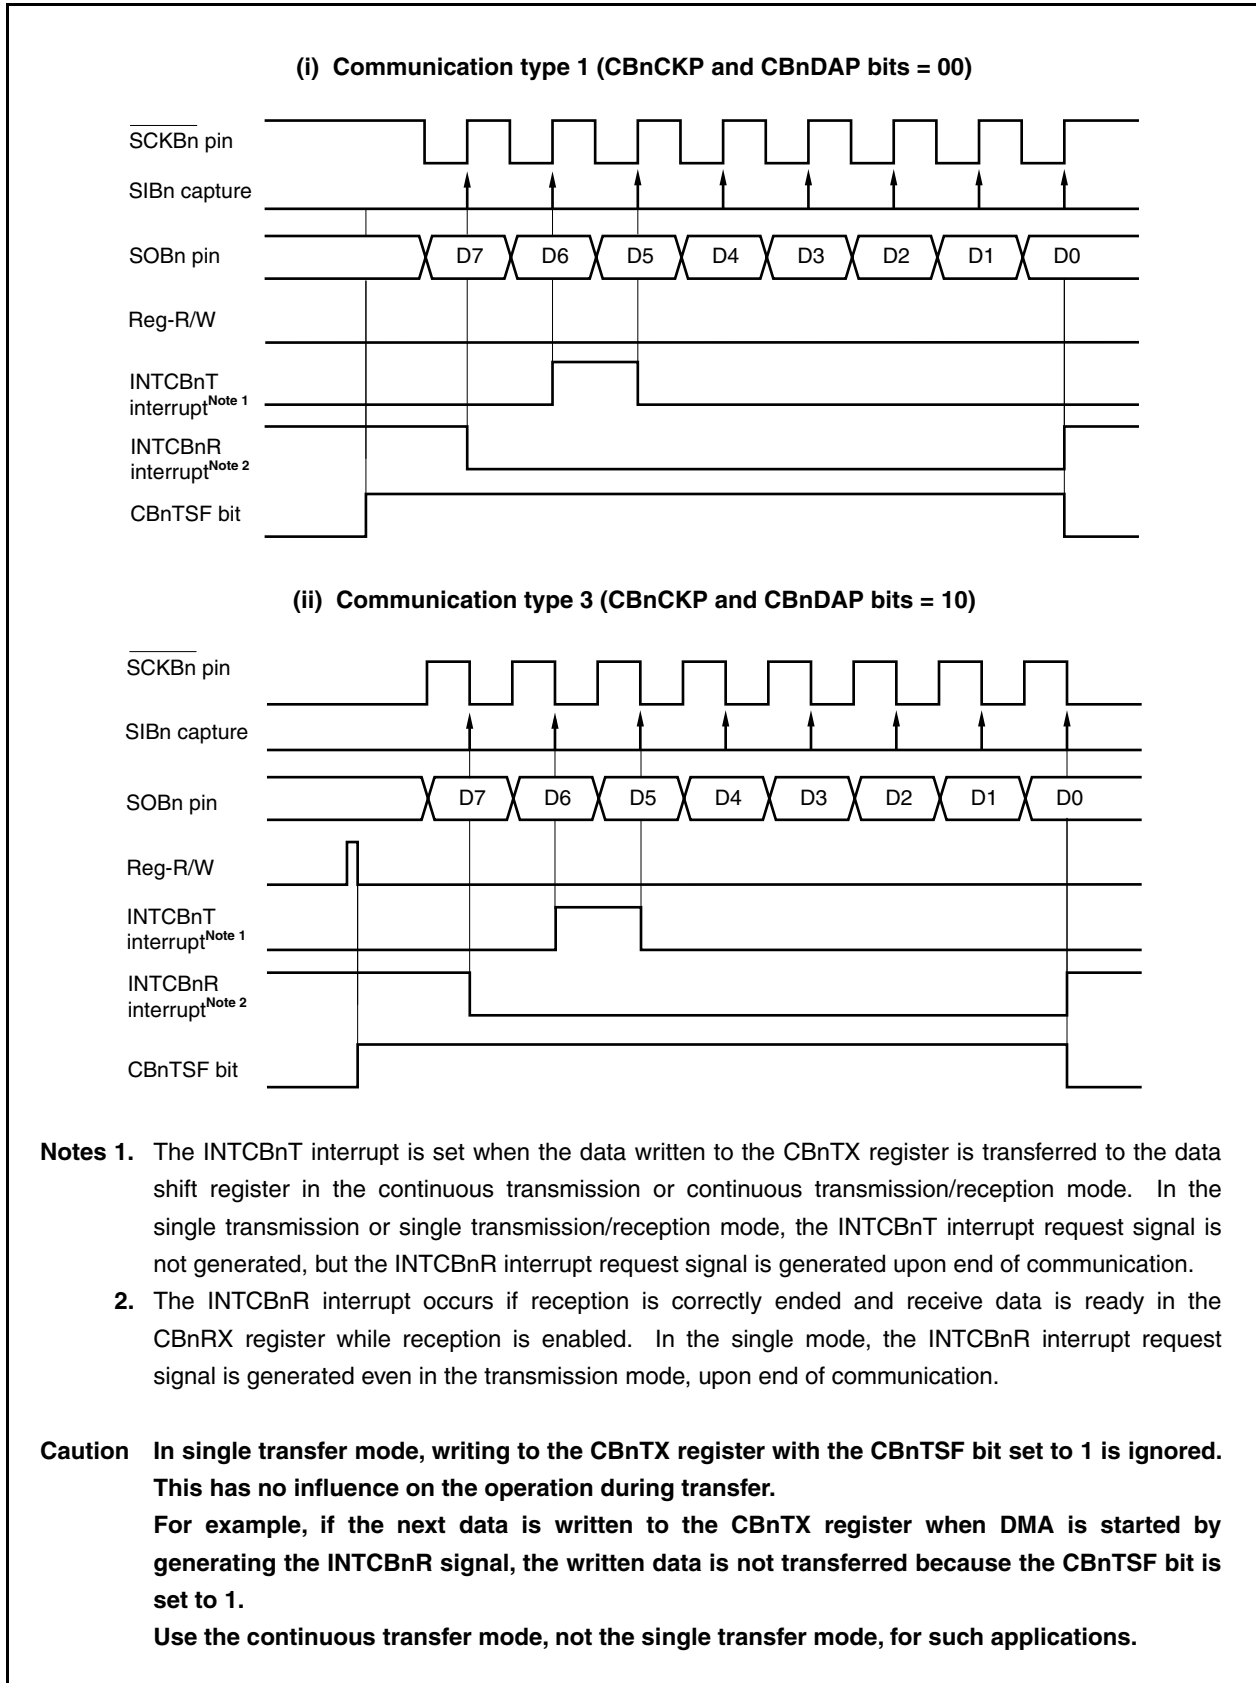 (i) Communication type 1 (CBnCKP and CBnDAP bits = 00)
SCKBn pin
SIBn capture
SOBn pin D7 D6 D5 D4 D3 D2 D1 D0
Reg-R/W
INTCBnT
interrupt Note 1
INTCBnR
interrupt Note 2
CBnTSF bit
(ii) Communication type 3 (CBnCKP and CBnDAP bits = 10)
SCKBn pin
SIBn capture
SOBn pin D7 D6 D5 D4 D3 D2 D1 D0
Reg-R/W
INTCBnT
interrupt Note 1
INTCBnR
interrupt Note 2
CBnTSF bit
Notes 1. The INTCBnT interrupt is set when the data written to the CBnTX register is transferred to the data
shift register in the continuous transmission or continuous transmission/reception mode. In the
single transmission or single transmission/reception mode, the INTCBnT interrupt request signal is
not generated, but the INTCBnR interrupt request signal is generated upon end of communication.
2. The INTCBnR interrupt occurs if reception is correctly ended and receive data is ready in the
CBnRX register while reception is enabled. In the single mode, the INTCBnR interrupt request
signal is generated even in the transmission mode, upon end of communication.
Caution In single transfer mode, writing to the CBnTX register with the CBnTSF bit set to 1 is ignored.
This has no influence on the operation during transfer.
For example, if the next data is written to the CBnTX register when DMA is started by
generating the INTCBnR signal, the written data is not transferred because the CBnTSF bit is
set to 1.
Use the continuous transfer mode, not the single transfer mode, for such applications.